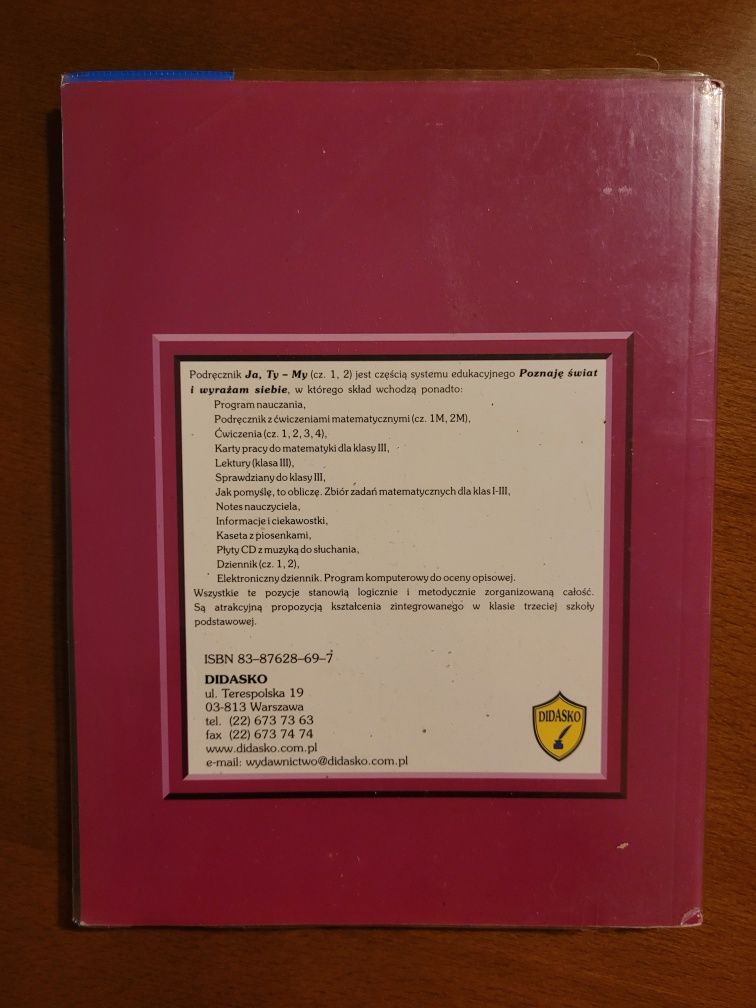 Podręcznik Ja, Ty – My (cz. 1, 2) jest częścią systemu edukacyjnego Poznaję świat
i wyrażam siebie, w którego skład wchodzą ponadto:
Program nauczania,
Podręcznik z ćwiczeniami matematycznymi (cz. 1M, 2M),
Ćwiczenia (cz. 1, 2, 3, 4),
Karty pracy do matematyki dla klasy III,
Lektury (klasa III),
Sprawdziany do klasy III,
Jak pomyślę, to obliczę. Zbiór zadań matematycznych dla klas I-III,
Notes nauczyciela,
Informacje i ciekawostki,
Kaseta z piosenkami,
Płyty CD z muzyką do słuchania,
Dziennik (cz. 1, 2),
Elektroniczny dziennik. Program komputerowy do oceny opisowej.
Wszystkie te pozycje stanowią logicznie i metodycznie zorganizowaną całość.
Są atrakcyjną propozycją kształcenia zintegrowanego w klasie trzeciej szkoły
podstawowej.
ISBN 83–87628–69–7
DIDASKO
ul. Terespolska 19
03-813 Warszawa
tel. (22) 673 73 63
fax (22) 673 74 74
www.didasko.com.pl
e-mail: wydawnictwo@didasko.com.pl
DIDASKO